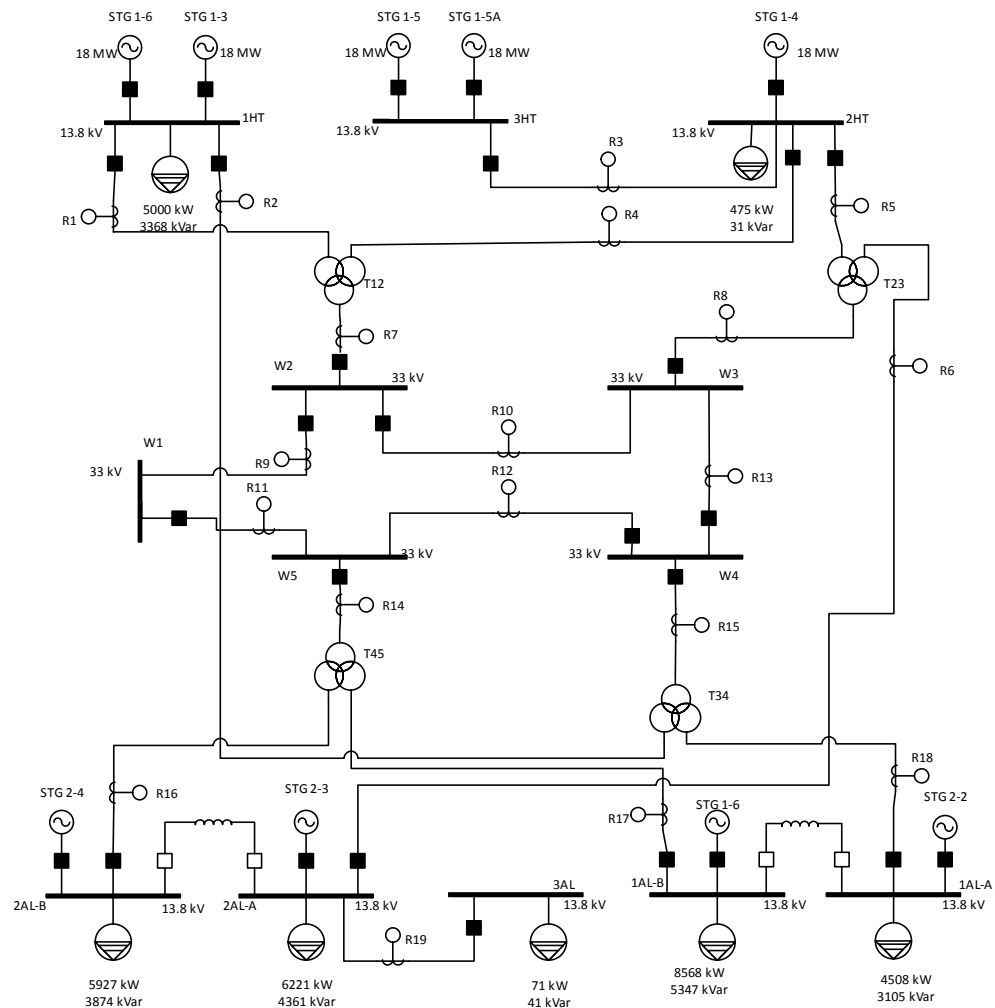 STG 1-6
STG 1-3
STG 1-5
STG 1-5A
STG 1-4
18 MW
18 MW
18 MW
18 MW
18 MW
13.8 kV
1HT
13.8 kV
3HT
13.8 kV
2HT
R3
R1
R2
5000 kW
3368 kVar
R4
475 kW
31 kVar
R5
T12
T23
R8
R7
R6
W2
33 kV
33 kV
W3
R10
W1
R9
33 kV
R12
R13
R11
33 kV
33 kV
W5
W4
R14
R15
T45
T34
R18
STG 2-4
R16
STG 2-3
R17
STG 1-6
STG 2-2
3AL
2AL-B
13.8 kV
2AL-A
13.8 kV
13.8 kV
1AL-B
13.8 kV
1AL-A
13.8 kV
R19
5927 kW
3874 kVar
6221 kW
4361 kVar
71 kW
41 kVar
8568 kW
5347 kVar
4508 kW
3105 kVar